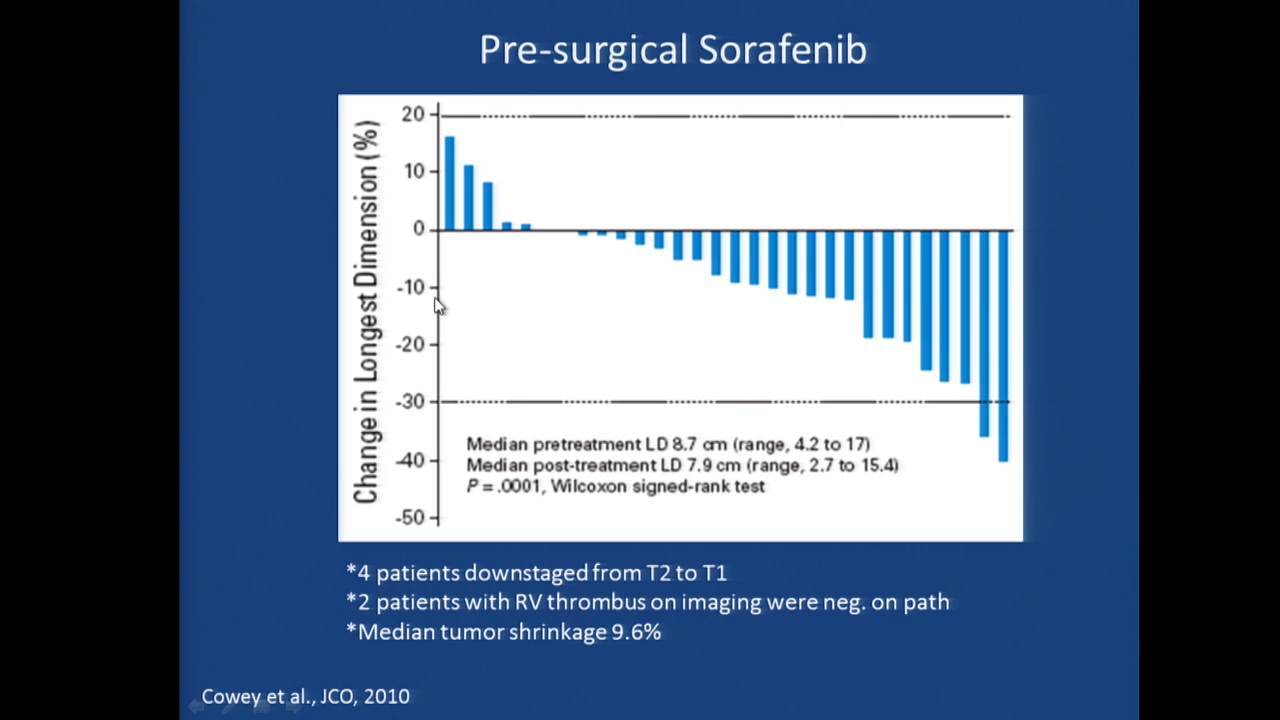 Pre-surgical Sorafenib
Change in Longest Dimension (%)
20
10
0
-10
-20
-30
-40
-50
Median pretreatment LD 8.7 cm (range, 4.2 to 17)
Median post-treatment LD 7.9 cm (range, 2.7 to 15.4)
P = .0001, Wilcoxon signed-rank test
*4 patients downstaged from T2 to T1
*2 patients with RV thrombus on imaging were neg. on path
*Median tumor shrinkage 9.6%
Cowey et al., JCO, 2010